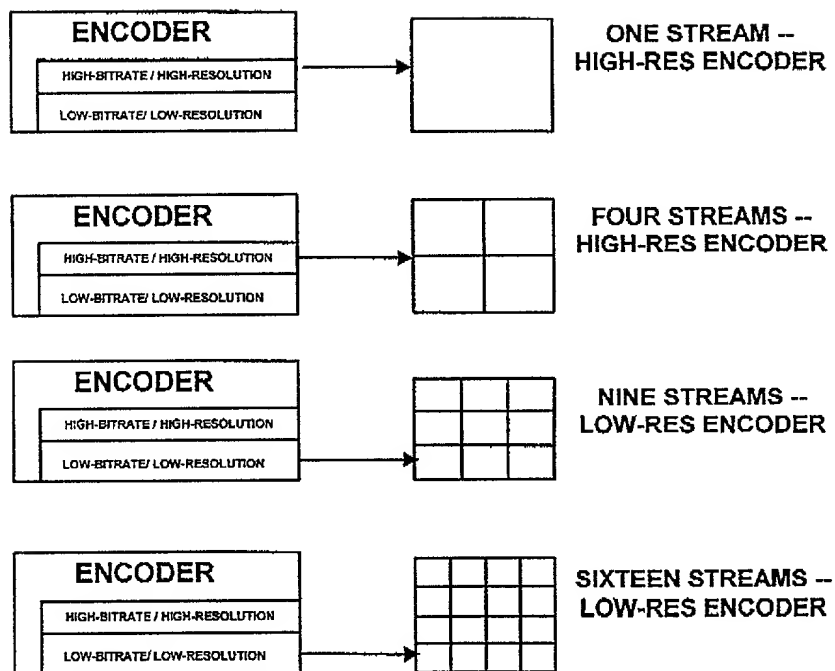 ENCODER
HIGH-BITRATE / HIGH-RESOLUTION
LOW-BITRATE/ LOW-RESOLUTION
ONE STREAM --
HIGH-RES ENCODER
ENCODER
HIGH-BITRATE / HIGH-RESOLUTION
LOW-BITRATE/ LOW-RESOLUTION
FOUR STREAMS --
HIGH-RES ENCODER
ENCODER
HIGH-BITRATE / HIGH-RESOLUTION
LOW-BITRATE/ LOW-RESOLUTION
NINE STREAMS --
LOW-RES ENCODER
ENCODER
HIGH-BITRATE / HIGH-RESOLUTION
LOW-BITRATE/ LOW-RESOLUTION
SIXTEEN STREAMS --
LOW-RES ENCODER